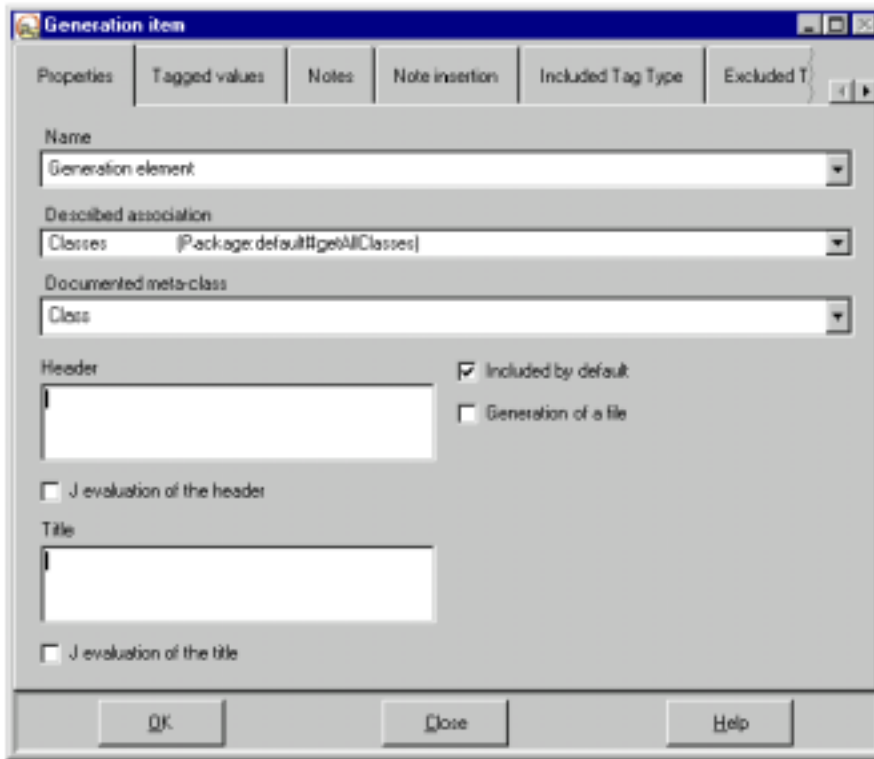 Generation item
Properties Tagged values Notes Note insertion Included Tag Type Excluded T
Name
Generation element
Described association
Classes (Package:default#getAllClasses)
Documented meta-class
Class
Header
Included by default
Generation of a file
J evaluation of the header
Title
J evaluation of the title
OK Close Help